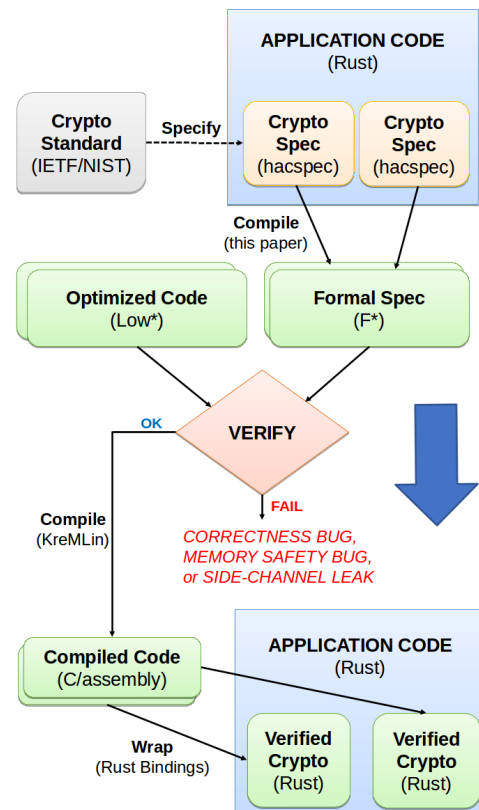 APPLICATION CODE
(Rust)
Crypto
Standard
(IETF/NIST)
Specify
Crypto
Spec
(hacspec)
Crypto
Spec
(hacspec)
Compile
(this paper)
Optimized Code
(Low*)
Formal Spec
(F*)
VERIFY
OK
FAIL
CORRECTNESS BUG,
MEMORY SAFETY BUG,
or SIDE-CHANNEL LEAK
Compile
(KreMLin)
Compiled Code
(C/assembly)
APPLICATION CODE
(Rust)
Wrap
(Rust Bindings)
Verified
Crypto
(Rust)
Verified
Crypto
(Rust)